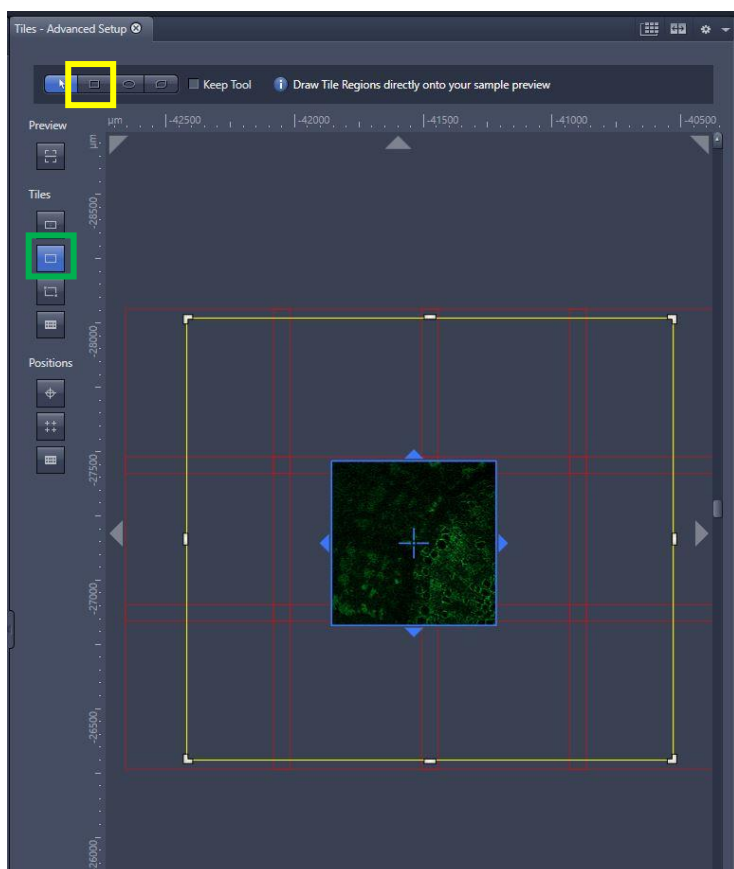 Tiles - Advanced Setup
Keep Tool
Draw Tile Regions directly onto your sample preview
Preview
µm
-42500
-42000
-41500
-41000
-40500
µm
Tiles
-28500
-28000
Positions
-27500
-27000
-26500
-26000